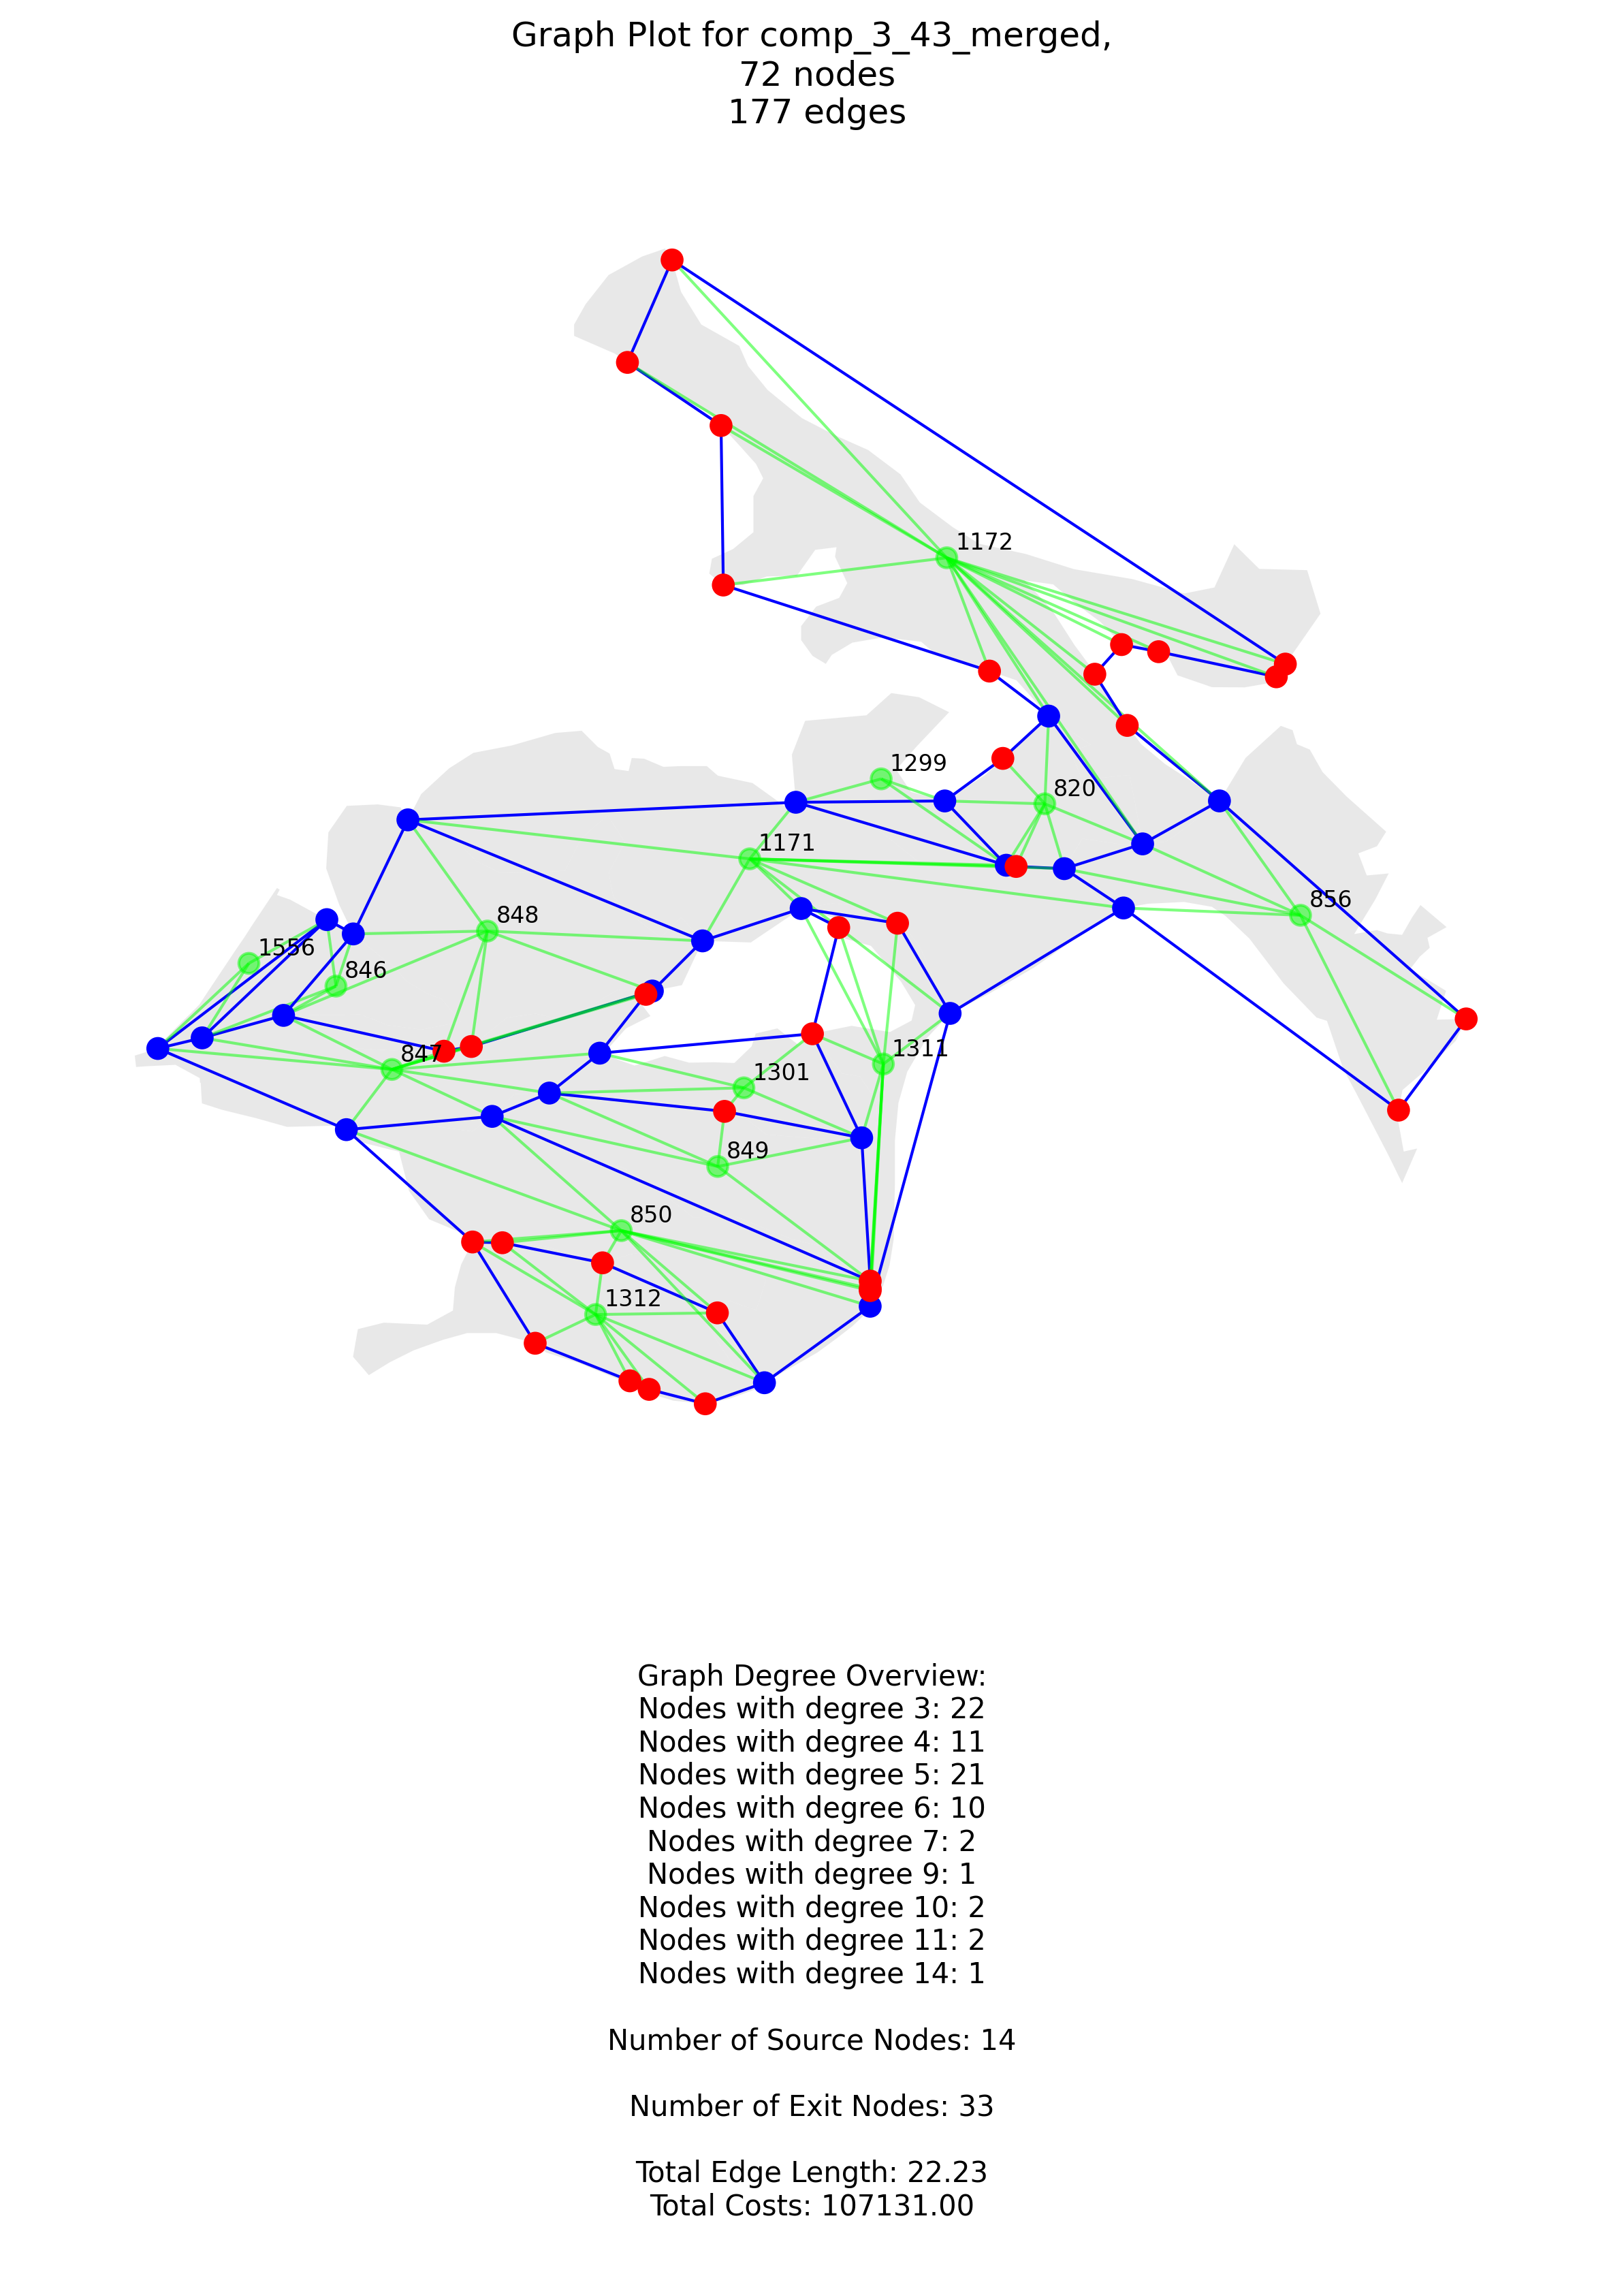 Graph Plot for comp_3_43_merged,
72 nodes
177 edges
1172
1299
820
1171
856
848
1556
846
1311
847
1301
849
850
1312
Graph Degree Overview:
Nodes with degree 3: 22
Nodes with degree 4: 11
Nodes with degree 5: 21
Nodes with degree 6: 10
Nodes with degree 7: 2
Nodes with degree 9: 1
Nodes with degree 10: 2
Nodes with degree 11: 2
Nodes with degree 14: 1
Number of Source Nodes: 14
Number of Exit Nodes: 33
Total Edge Length: 22.23
Total Costs: 107131.00